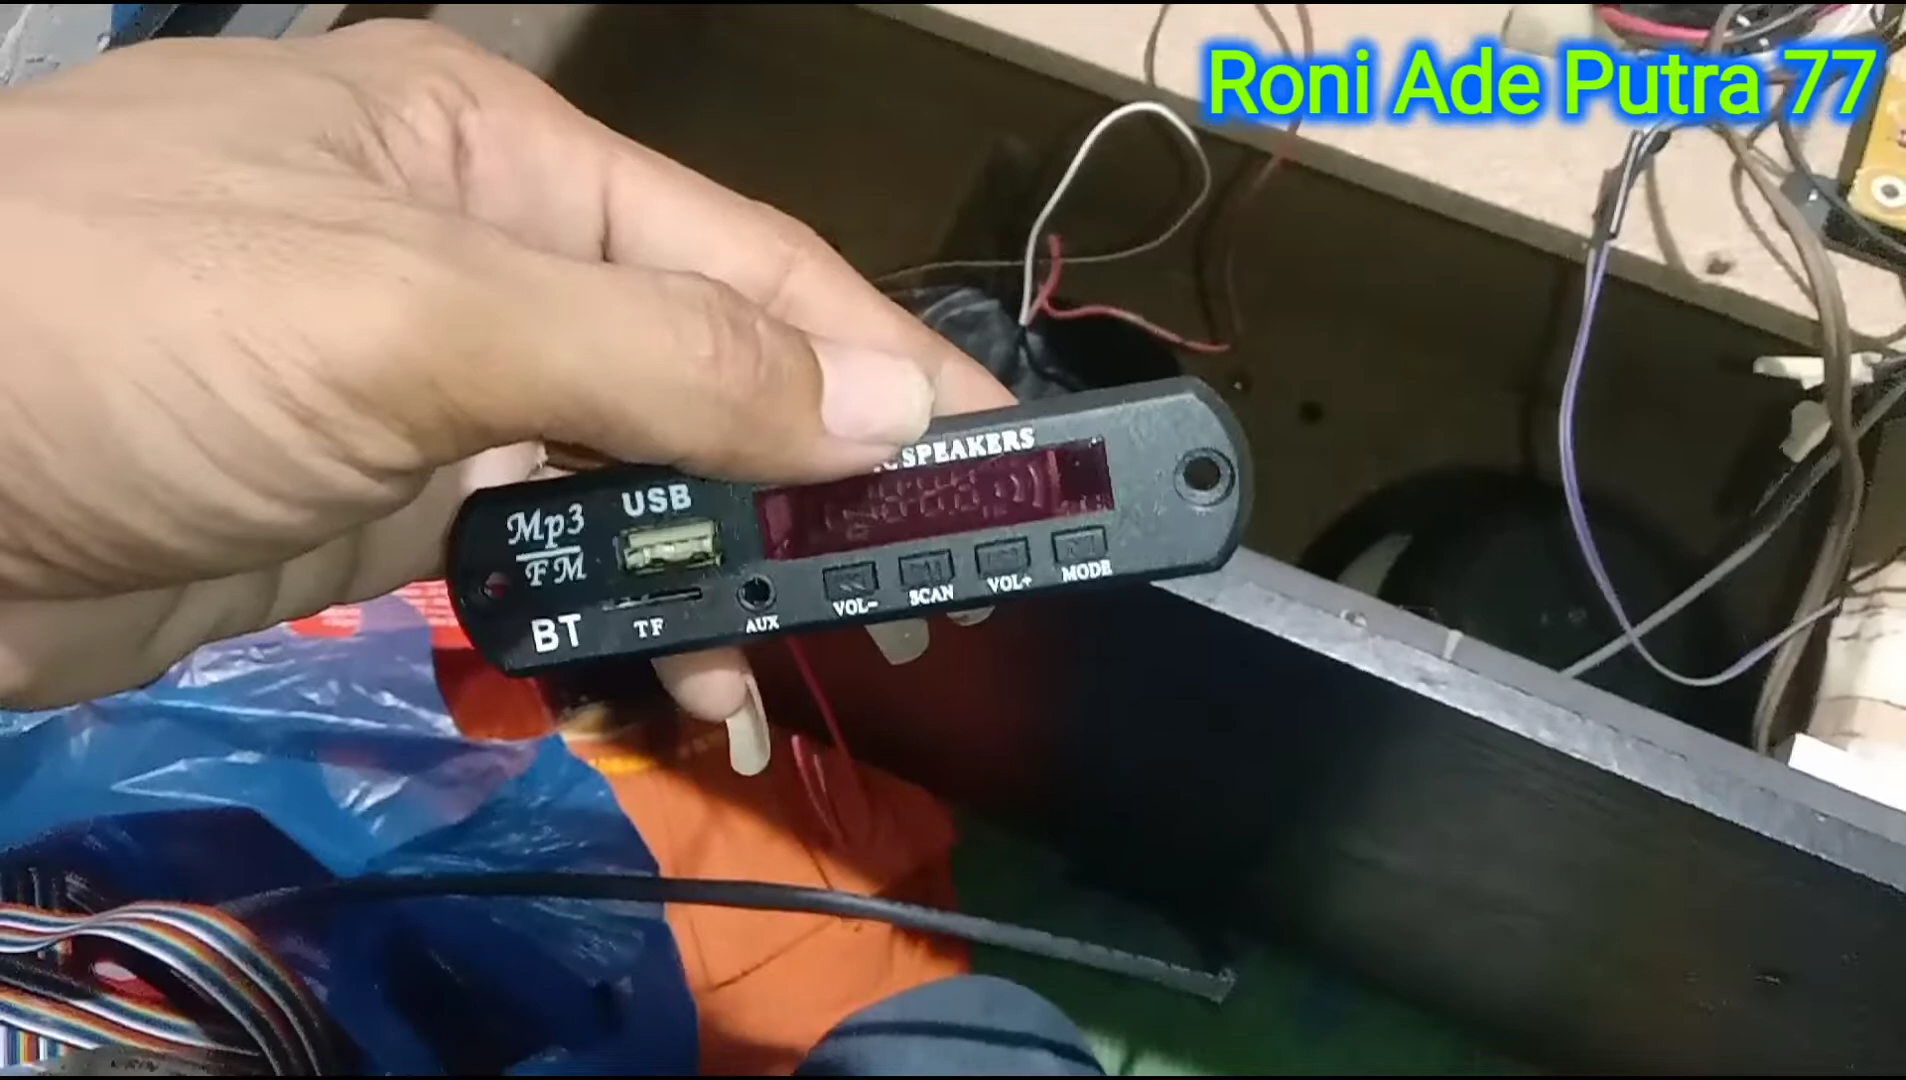 Roni Ade Putra 77
SPEAKERS
USB
Mp3
FM
BT
TF
AUX
VOL-
SCAN
VOL+
MODE